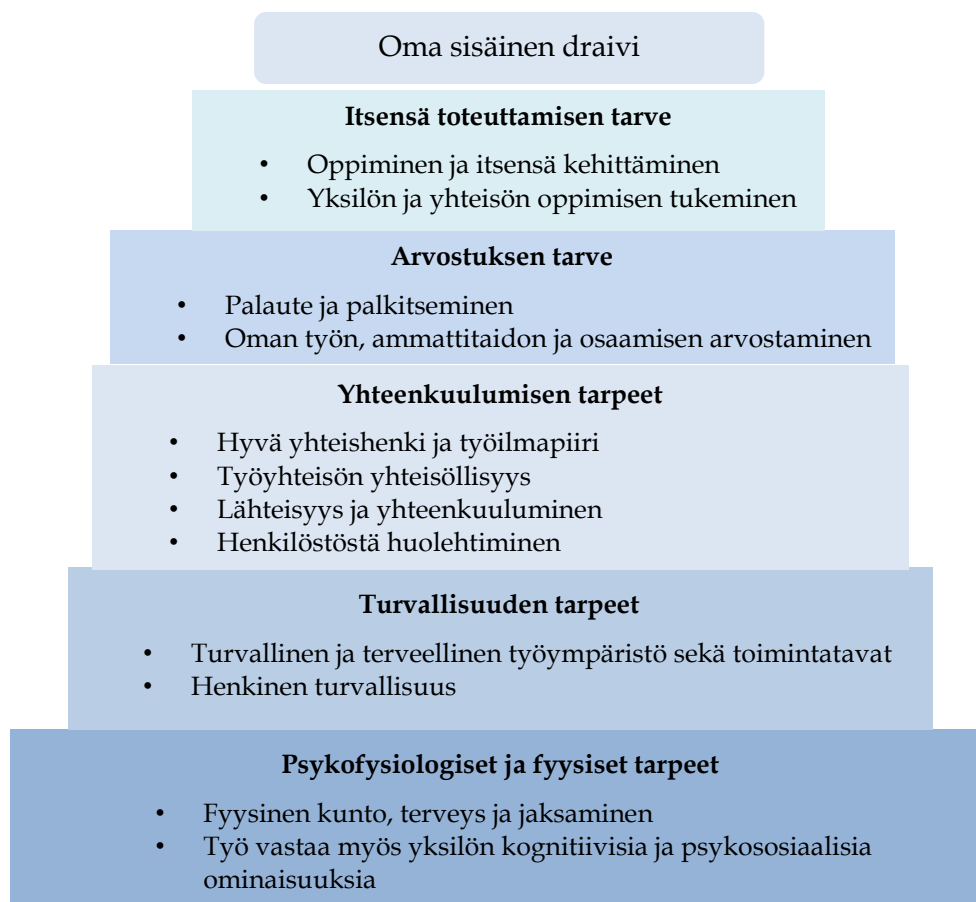 Oma sisäinen draivi
Itsensä toteuttamisen tarve
• Oppiminen ja itsensä kehittäminen
• Yksilön ja yhteisön oppimisen tukeminen
Arvostuksen tarve
• Palaute ja palkitseminen
• Oman työn, ammattitaidon ja osaamisen arvostaminen
Yhteenkuulumisen tarpeet
• Hyvä yhteishenki ja työilmapiiri
• Työyhteisön yhteisöllisyys
• Läheisyys ja yhteenkuuluminen
• Henkilöstöstä huolehtiminen
Turvallisuuden tarpeet
• Turvallinen ja terveellinen työympäristö sekä toimintatavat
• Henkinen turvallisuus
Psykofysiologiset ja fyysiset tarpeet
• Fyysinen kunto, terveys ja jaksaminen
• Työ vastaa myös yksilön kognitiivisia ja psykososiaalisia
ominaisuuksia